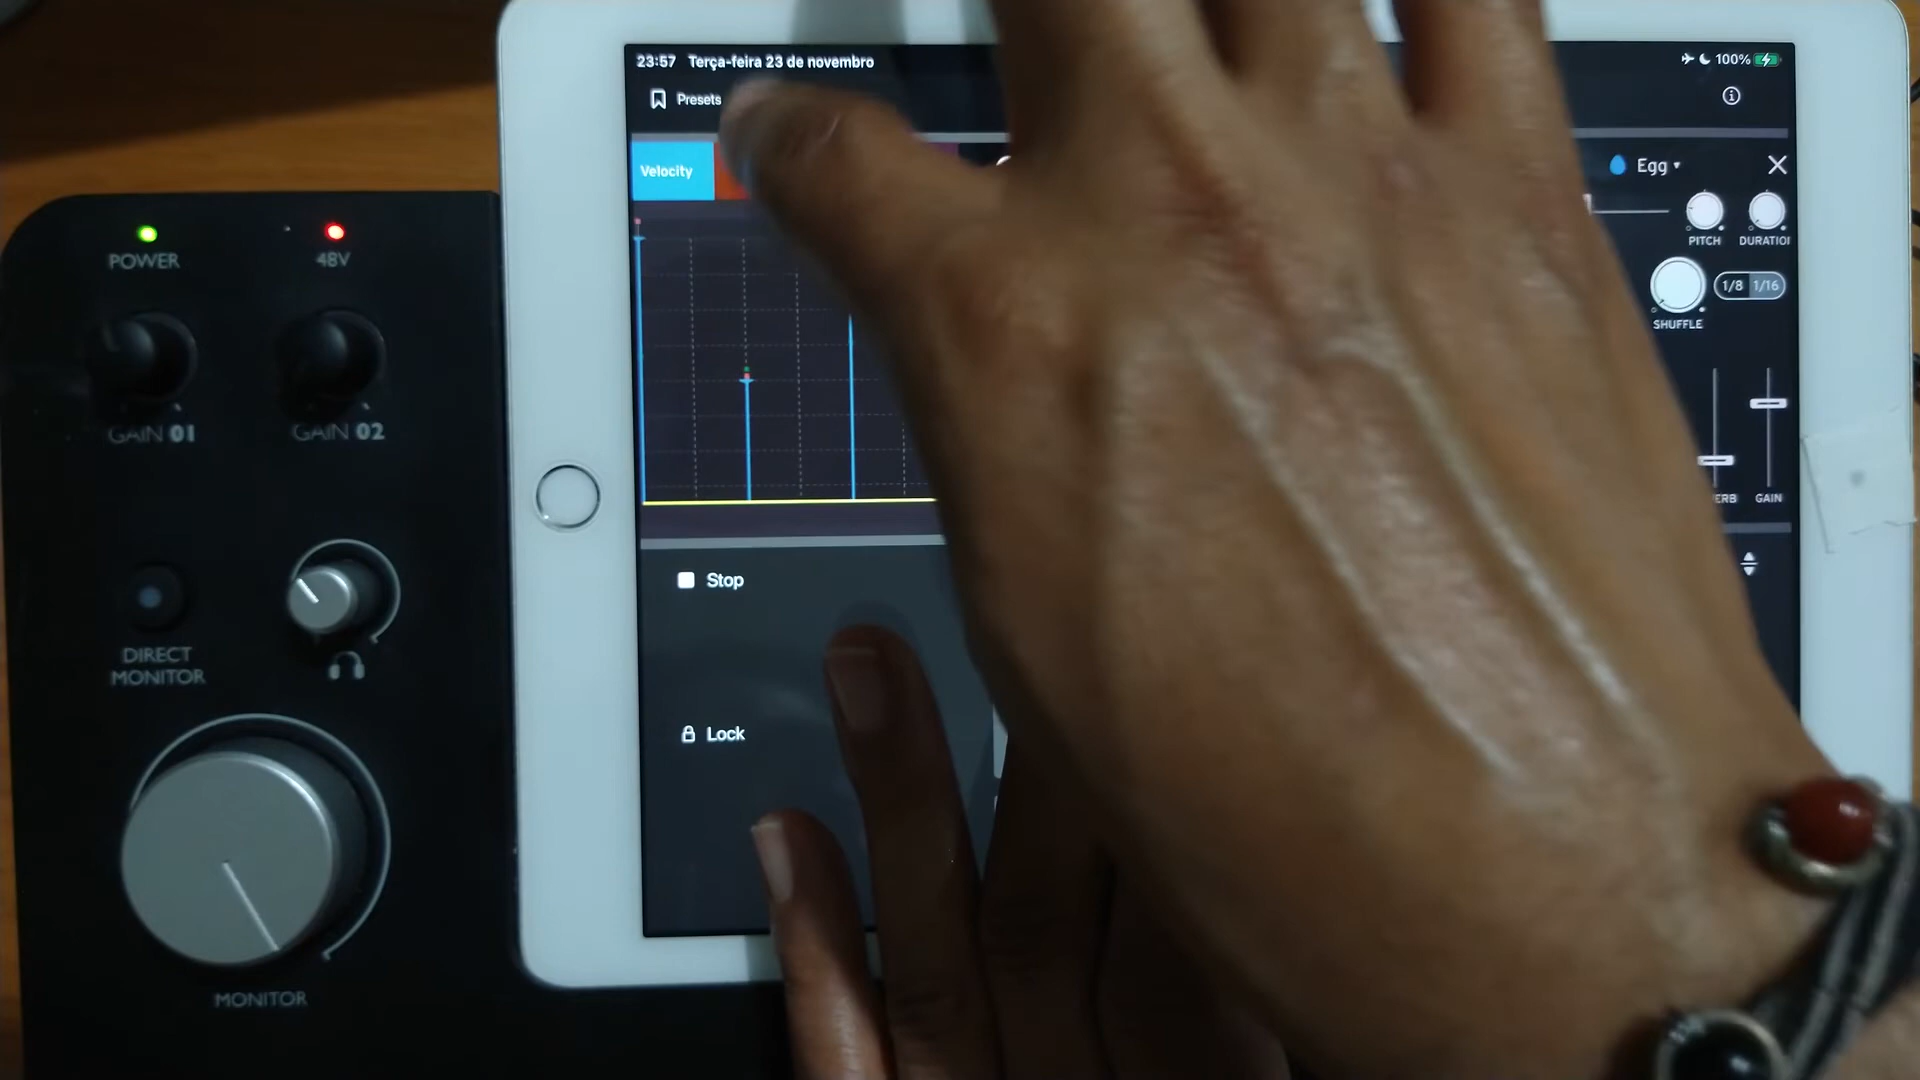 23:57 Terça-feira 23 de novembro
100%
Presets
Velocity
Egg
PITCH
DURATION
1/8 1/16
SHUFFLE
GAIN
Stop
Lock
POWER
48V
GAIN 01
GAIN 02
DIRECT
MONITOR
MONITOR